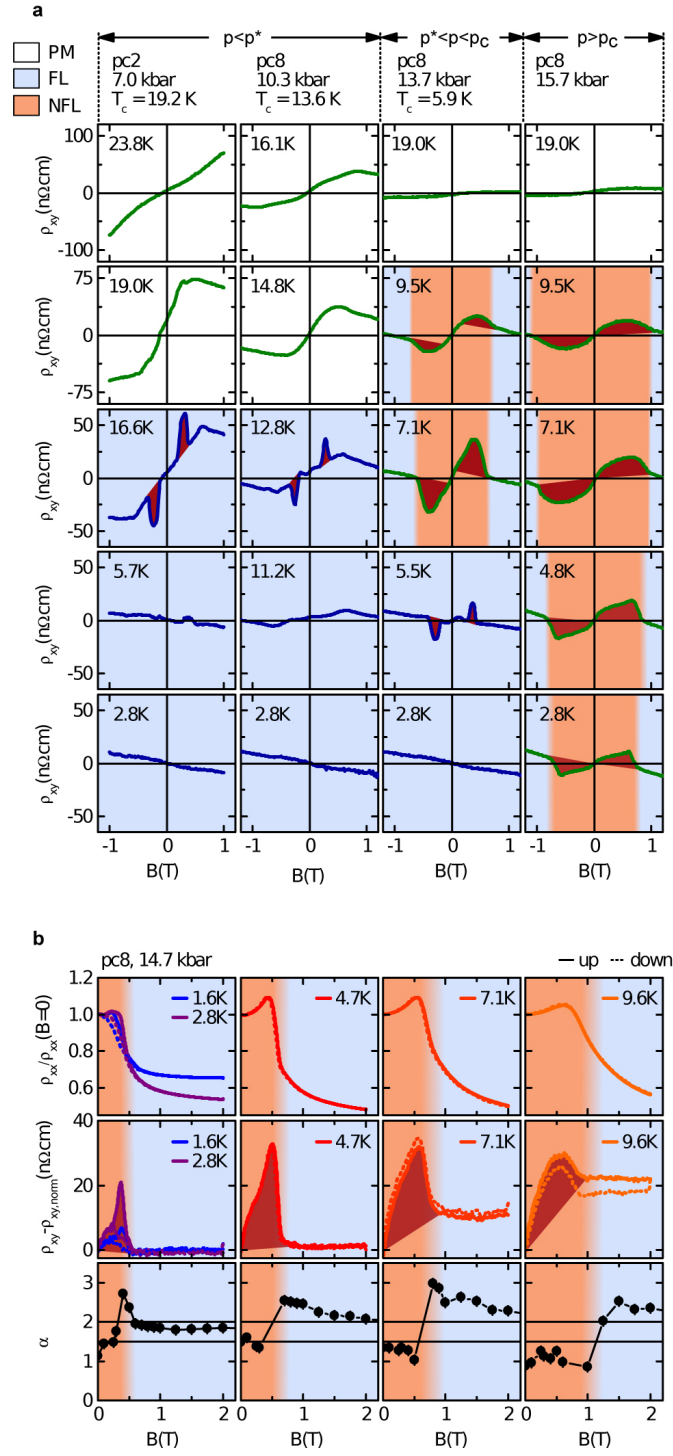 a
p<p*
p*<p<pC
p>pC
PM
FL
NFL
pc2
7.0 kbar
Tc =19.2 K
pc8
10.3 kbar
Tc =13.6 K
pc8
13.7 kbar
Tc =5.9 K
pc8
15.7 kbar
100
0
-100
ρxy(nΩcm)
23.8K
16.1K
19.0K
19.0K
75
0
-75
ρxy(nΩcm)
19.0K
14.8K
9.5K
9.5K
50
0
-50
ρxy(nΩcm)
16.6K
12.8K
7.1K
7.1K
50
0
-50
ρxy(nΩcm)
5.7K
11.2K
5.5K
4.8K
50
0
-50
ρxy(nΩcm)
2.8K
2.8K
2.8K
2.8K
-1 0 1 -1 0 1 -1 0 1 -1 0 1
B(T) B(T) B(T) B(T)
b
pc8, 14.7 kbar
up down
1.2
1.0
0.8
0.6
ρxx/ρxx(B=0)
1.6K
2.8K
4.7K
7.1K
9.6K
40
20
0
ρxy-ρxy,norm(nΩcm)
1.6K
2.8K
4.7K
7.1K
9.6K
3
2
1
0
α
0 1 2 0 1 2 0 1 2 0 1 2
B(T) B(T) B(T) B(T)